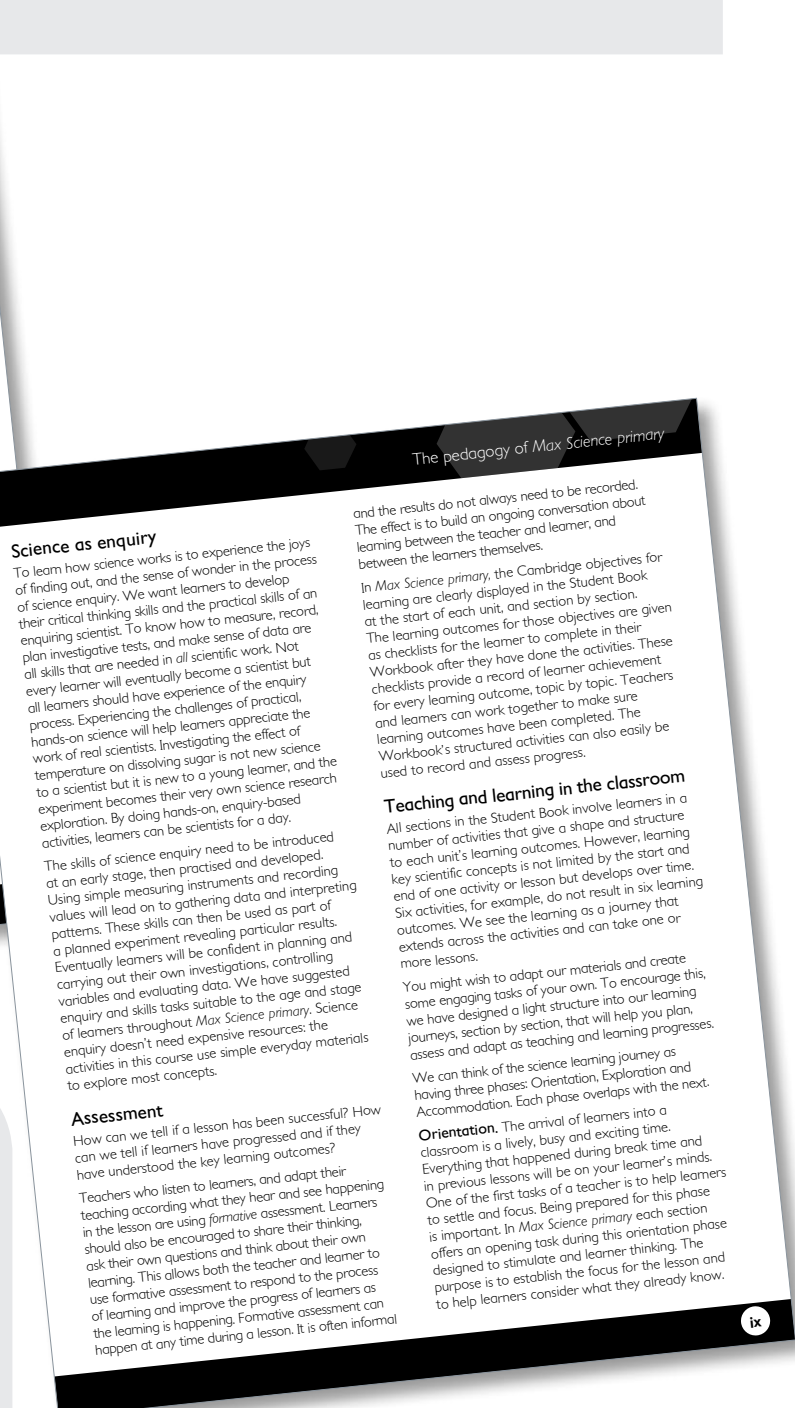 The pedagogy of Max Science primary
Science as enquiry
To learn how science works is to experience the joys
of finding out, and the sense of wonder in the process
of science enquiry. We want learners to develop
their critical thinking skills and the practical skills of an
enquiring scientist. To know how to measure, record,
plan investigative tests, and make sense of data are
all skills that are needed in all scientific work. Not
every learner will eventually become a scientist but
all learners should have experience of the enquiry
process. Experiencing the challenges of practical,
hands-on science will help learners appreciate the
work of real scientists. Investigating the effect of
temperature on dissolving sugar is not new science
to a scientist but it is new to a young learner, and the
experiment becomes their very own science research
exploration. By doing hands-on, enquiry-based
activities, learners can be scientists for a day.
The skills of science enquiry need to be introduced
at an early stage, then practised and developed.
Using simple measuring instruments and recording
values will lead on to gathering data and interpreting
patterns. These skills can then be used as part of
a planned experiment revealing particular results.
Eventually learners will be confident in planning and
carrying out their own investigations, controlling
variables and evaluating data. We have suggested
enquiry and skills tasks suitable to the age and stage
of learners throughout Max Science primary. Science
enquiry doesn't need expensive resources: the
activities in this course use simple everyday materials
to explore most concepts.
Assessment
How can we tell if a lesson has been successful? How
can we tell if learners have progressed and if they
have understood the key learning outcomes?
Teachers who listen to learners, and adapt their
teaching according what they hear and see happening
in the lesson are using formative assessment. Learners
should also be encouraged to share their thinking,
ask their own questions and think about their own
learning. This allows both the teacher and learner to
use formative assessment to respond to the process
of learning and improve the progress of learners as
the learning is happening. Formative assessment can
happen at any time during a lesson. It is often informal
and the results do not always need to be recorded.
The effect is to build an ongoing conversation about
learning between the teacher and learner, and
between the learners themselves.
In Max Science primary, the Cambridge objectives for
learning are clearly displayed in the Student Book
at the start of each unit, and section by section.
The learning outcomes for those objectives are given
as checklists for the learner to complete in their
Workbook after they have done the activities. These
checklists provide a record of learner achievement
for every learning outcome, topic by topic. Teachers
and learners can work together to make sure
learning outcomes have been completed. The
Workbook's structured activities can also easily be
used to record and assess progress.
Teaching and learning in the classroom
All sections in the Student Book involve learners in a
number of activities that give a shape and structure
to each unit's learning outcomes. However, learning
key scientific concepts is not limited by the start and
end of one activity or lesson but develops over time.
Six activities, for example, do not result in six learning
outcomes. We see the learning as a journey that
extends across the activities and can take one or
more lessons.
You might wish to adapt our materials and create
some engaging tasks of your own. To encourage this,
we have designed a light structure into our learning
journeys, section by section, that will help you plan,
assess and adapt as teaching and learning progresses.
We can think of the science learning journey as
having three phases: Orientation, Exploration and
Accommodation. Each phase overlaps with the next.
Orientation. The arrival of learners into a
classroom is a lively, busy and exciting time.
Everything that happened during break time and
in previous lessons will be on your learner's minds.
One of the first tasks of a teacher is to help learners
to settle and focus. Being prepared for this phase
is important. In Max Science primary each section
offers an opening task during this orientation phase
designed to stimulate and learner thinking. The
purpose is to establish the focus for the lesson and
to help learners consider what they already know.
ix